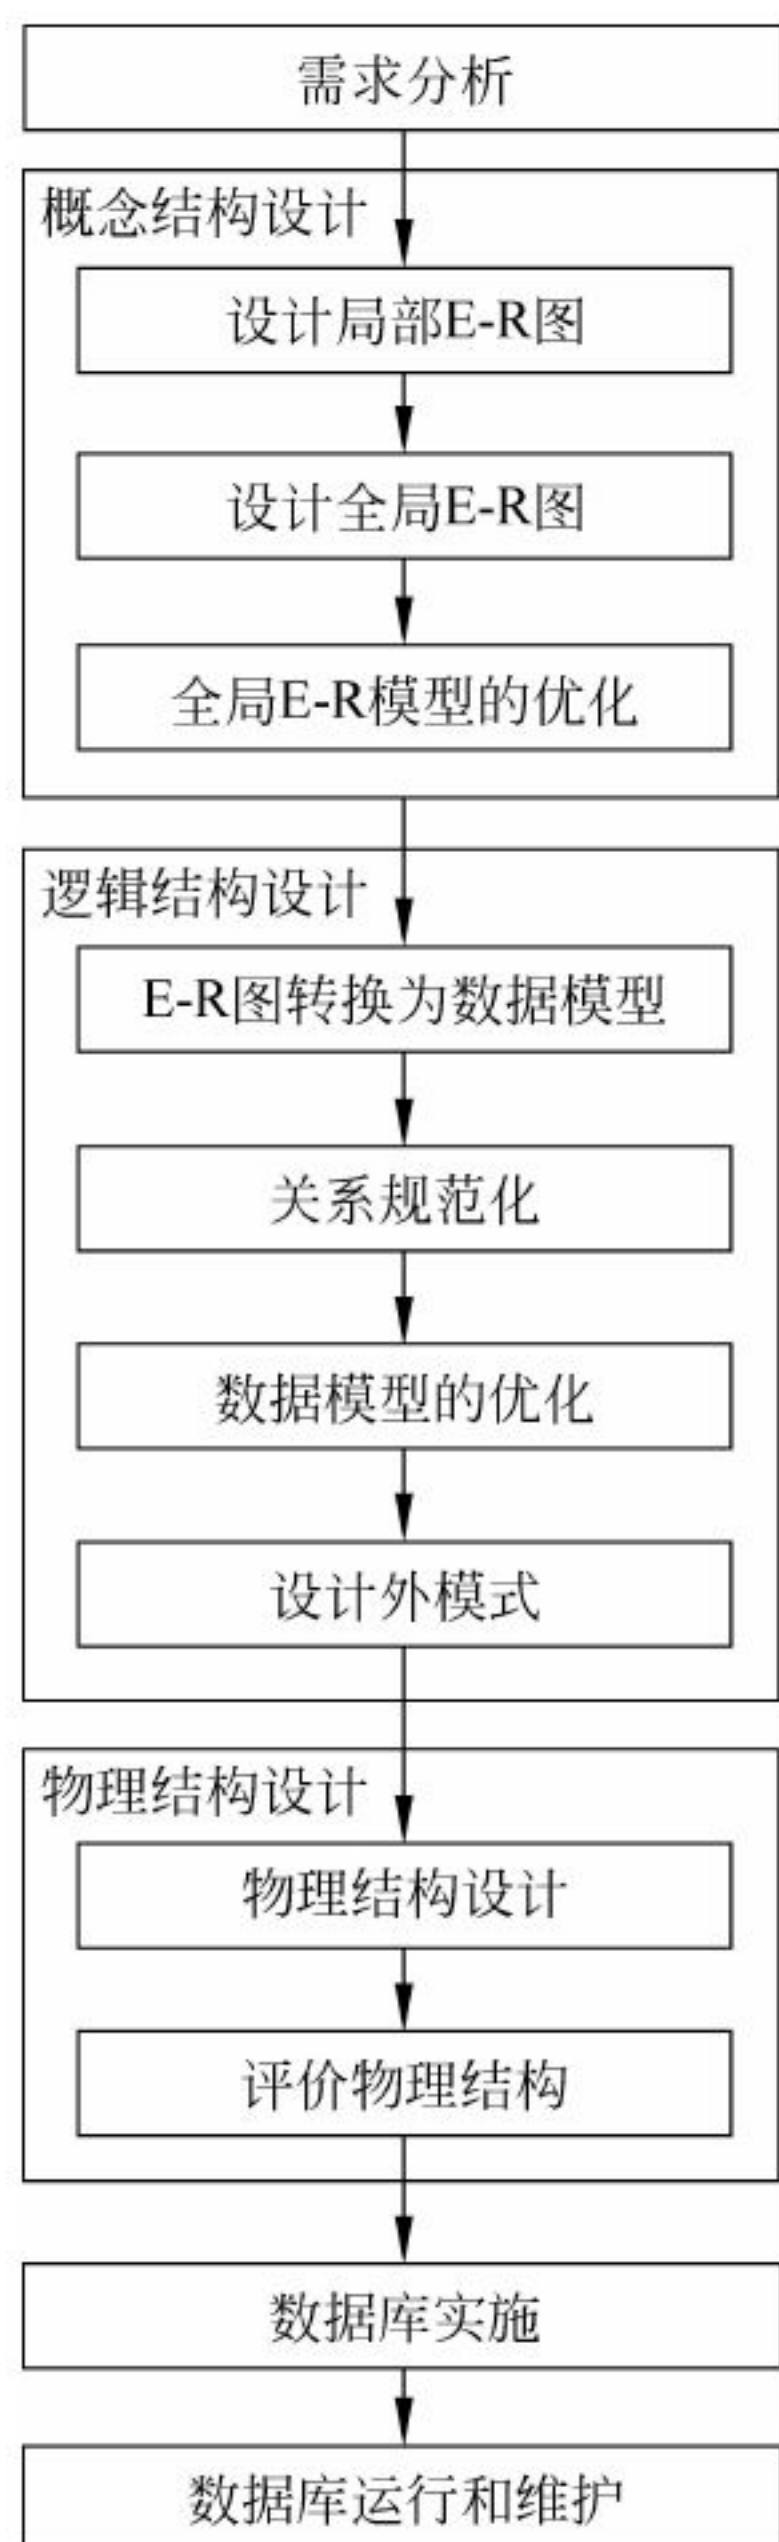 需求分析
概念结构设计
设计局部E-R图
设计全局E-R图
全局E-R模型的优化
逻辑结构设计
E-R图转换为数据模型
关系规范化
数据模型的优化
设计外模式
物理结构设计
物理结构设计
评价物理结构
数据库实施
数据库运行和维护